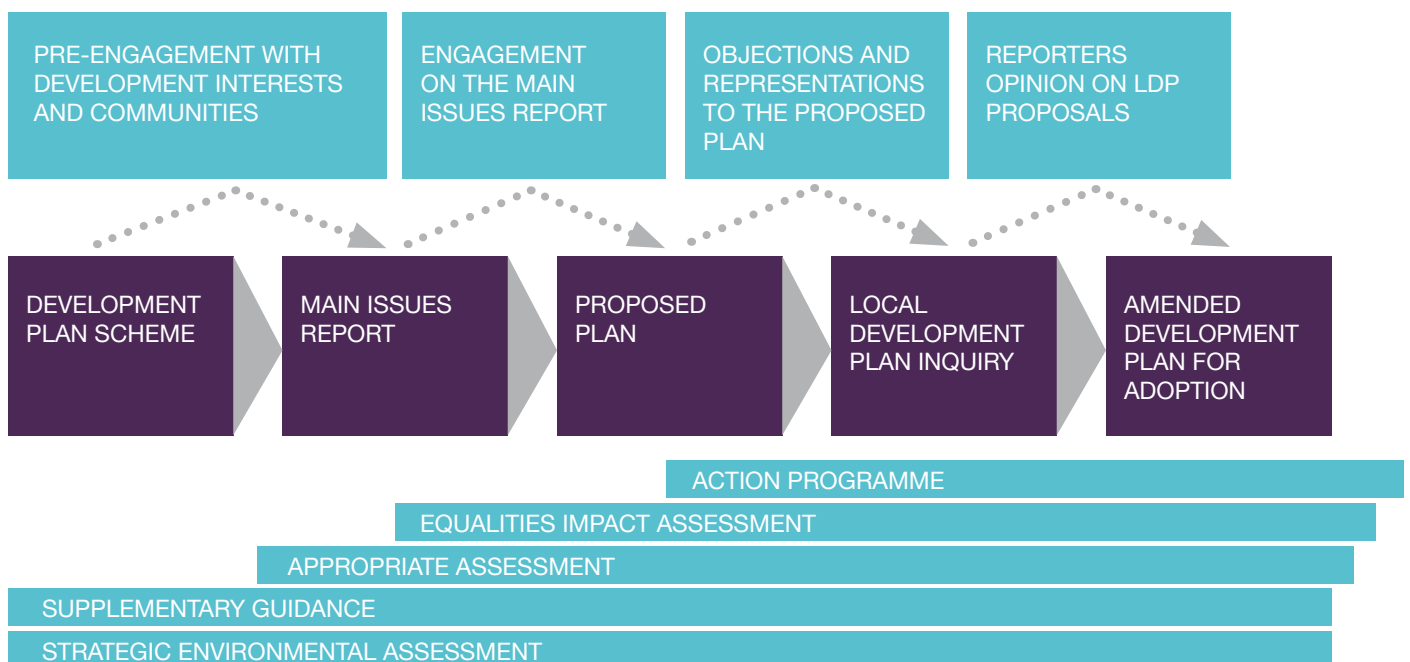 PRE-ENGAGEMENT WITH
DEVELOPMENT INTERESTS
AND COMMUNITIES
ENGAGEMENT
ON THE MAIN
ISSUES REPORT
OBJECTIONS AND
REPRESENTATIONS
TO THE PROPOSED
PLAN
REPORTERS
OPINION ON LDP
PROPOSALS
DEVELOPMENT
PLAN SCHEME
MAIN ISSUES
REPORT
PROPOSED
PLAN
LOCAL
DEVELOPMENT
PLAN INQUIRY
AMENDED
DEVELOPMENT
PLAN FOR
ADOPTION
ACTION PROGRAMME
EQUALITIES IMPACT ASSESSMENT
APPROPRIATE ASSESSMENT
SUPPLEMENTARY GUIDANCE
STRATEGIC ENVIRONMENTAL ASSESSMENT